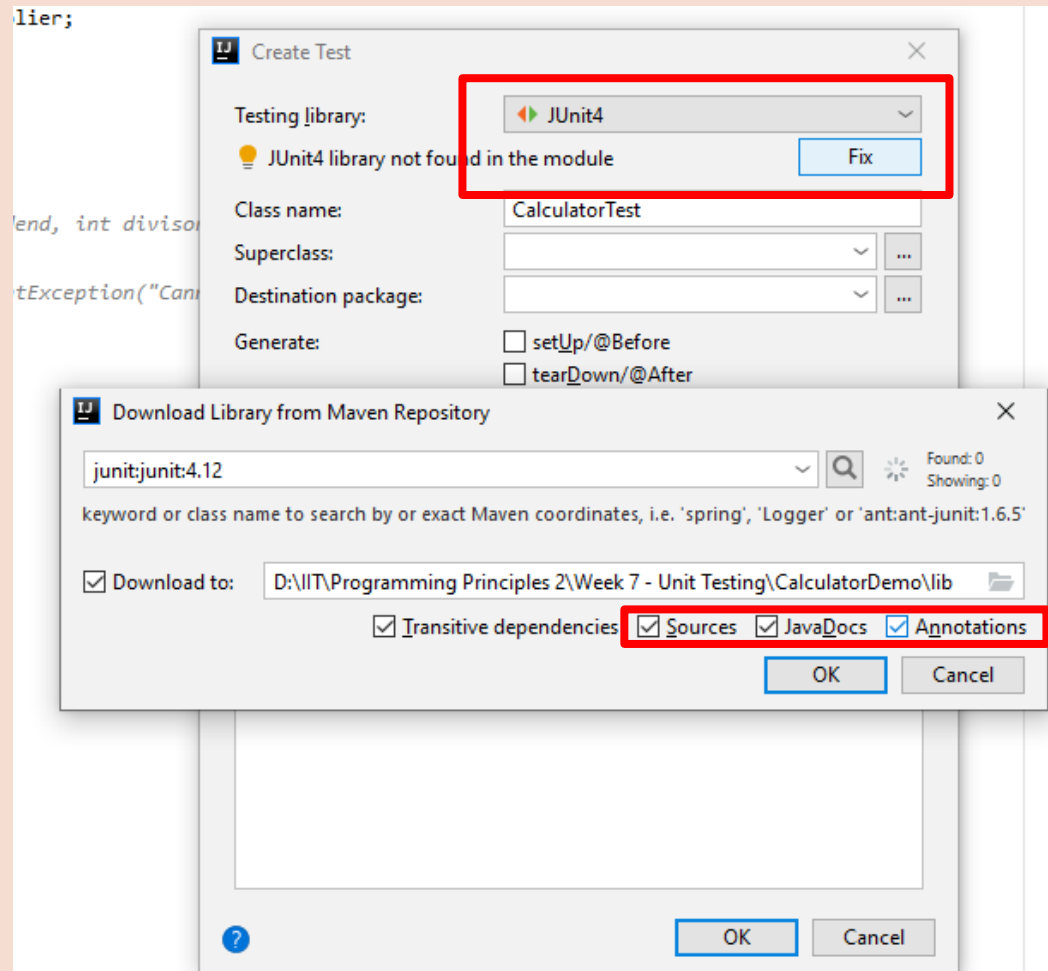 lier;
Create Test
Testing library:
JUnit4
JUnit4 library not found in the module
Fix
Class name:
CalculatorTest
dend, int divisor
Superclass:
...
tException("Cann
Destination package:
...
Generate:
setUp/@Before
tearDown/@After
Download Library from Maven Repository
junit:junit:4.12
Found: 0
Showing: 0
keyword or class name to search by or exact Maven coordinates, i.e. 'spring', 'Logger' or 'ant:ant-junit:1.6.5'
Download to:
D:\IIT\Programming Principles 2\Week 7 - Unit Testing\CalculatorDemo\lib
Transitive dependencies
Sources
JavaDocs
Annotations
OK
Cancel
?
OK
Cancel